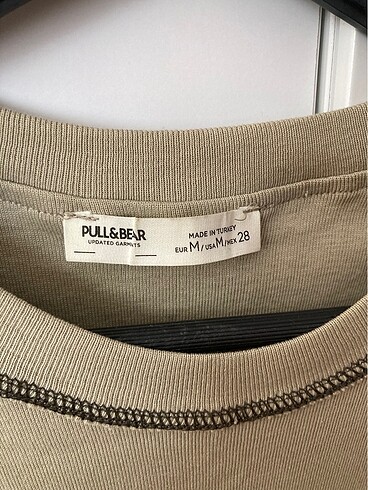 PULL&BEAR
UPDATED GARMENTS
MADE IN TURKEY
EUR M/USA M/MEX 28